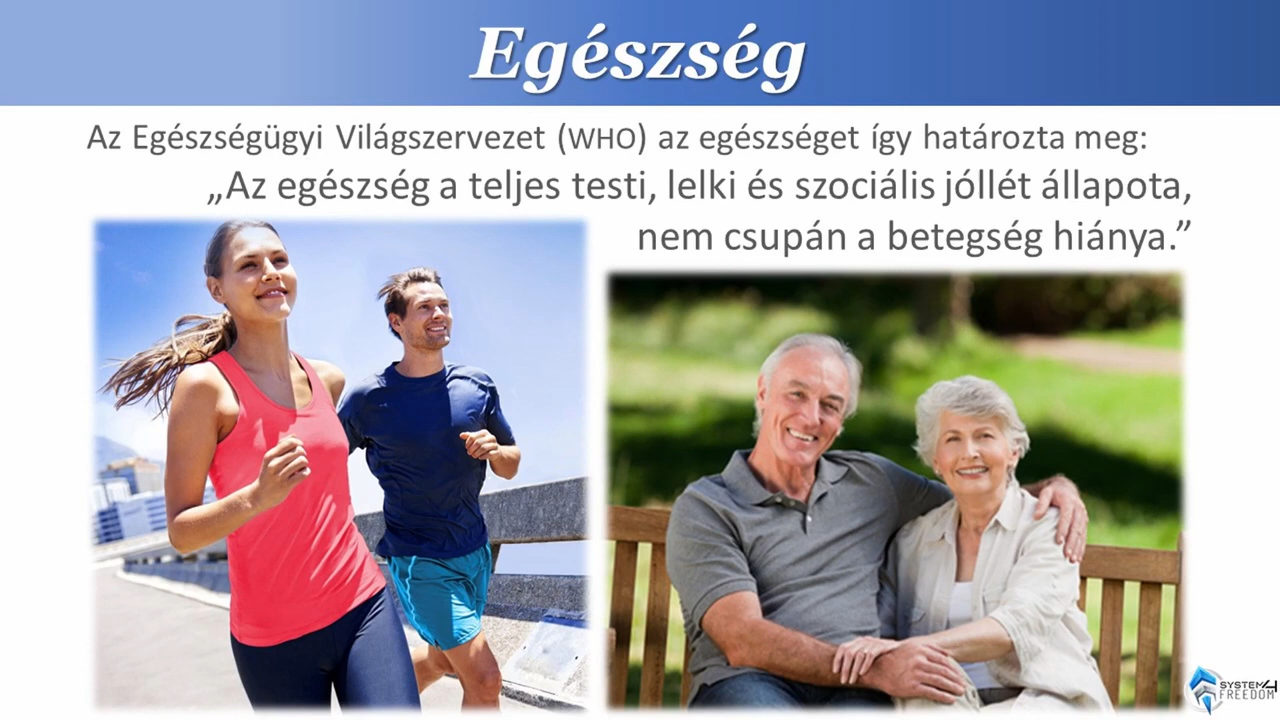 Egészség
Az Egészségügyi Világszervezet (WHO) az egészséget így határozta meg:
„Az egészség a teljes testi, lelki és szociális jóllét állapota,
nem csupán a betegség hiánya.”
SYSTEM4
FREEDOM